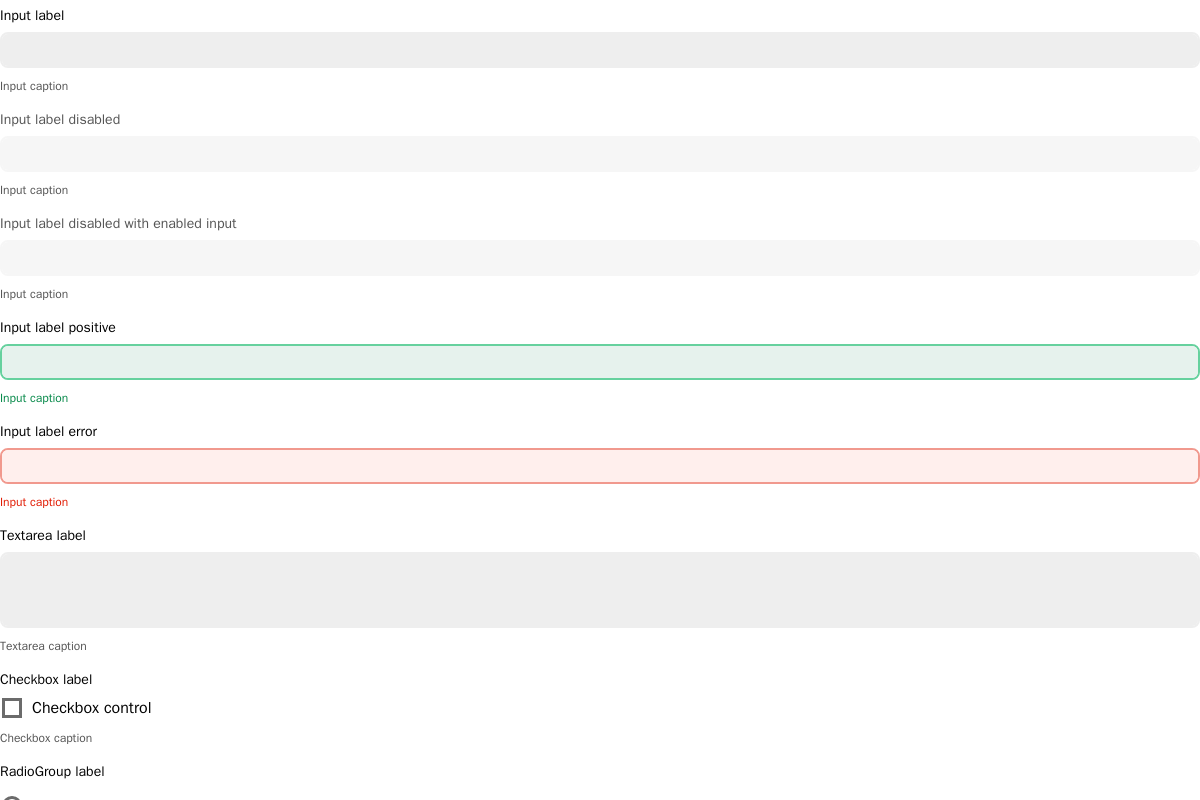 Input label
Input caption
Input label disabled
Input caption
Input label disabled with enabled input
Input caption
Input label positive
Input caption
Input label error
Input caption
Textarea label
Textarea caption
Checkbox label
Checkbox control
Checkbox caption
RadioGroup label